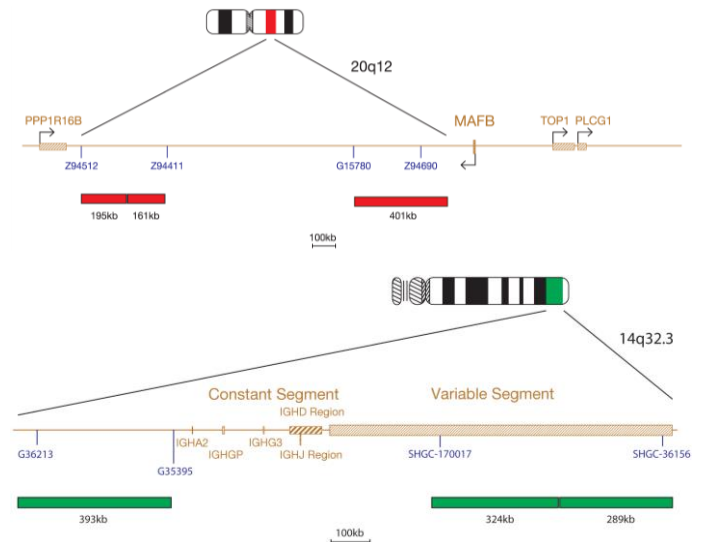 20q12
PPP1R16B
MAFB
TOP1 PLCG1
Z94512
Z94411
G15780
Z94690
195kb
161kb
401kb
100kb
14q32.3
Constant Segment
Variable Segment
IGHD Region
IGHA2
IGHGP
IGHG3
IGHJ Region
G36213
G35395
SHGC-170017
SHGC-36156
393kb
324kb
289kb
100kb